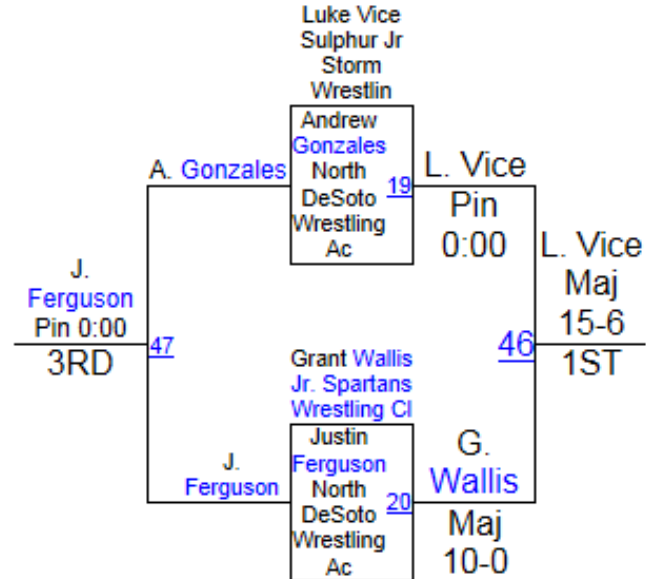 Luke Vice
Sulphur Jr
Storm
Wrestlin
Andrew
Gonzales
North
DeSoto
Wrestling
Ac
19
A. Gonzales
L. Vice
Pin
0:00
J.
Ferguson
Pin 0:00
3RD
47
L. Vice
Maj
15-6
1ST
46
Grant Wallis
Jr. Spartans
Wrestling Cl
Justin
Ferguson
North
DeSoto
Wrestling
Ac
20
J.
Ferguson
G.
Wallis
Maj
10-0